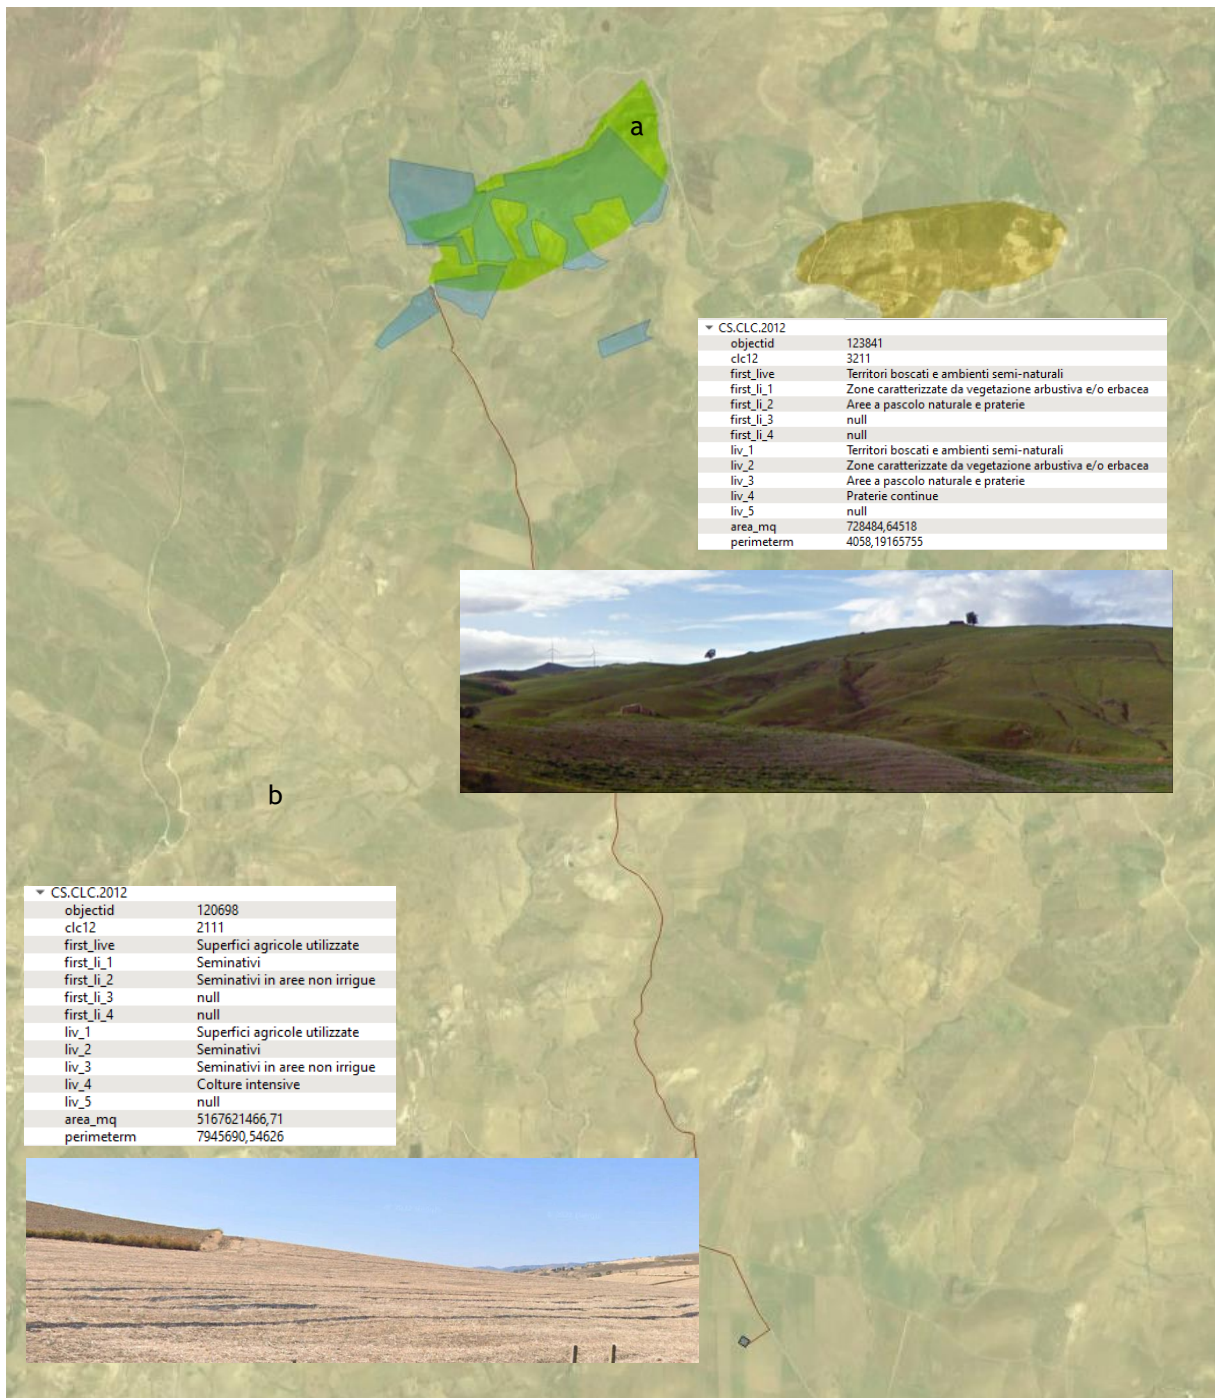 a
CS.CLC.2012
objectid 123841
clc12 3211
first_live Territori boscati e ambienti semi-naturali
first_li_1 Zone caratterizzate da vegetazione arbustiva e/o erbacea
first_li_2 Aree a pascolo naturale e praterie
first_li_3 null
first_li_4 null
liv_1 Territori boscati e ambienti semi-naturali
liv_2 Zone caratterizzate da vegetazione arbustiva e/o erbacea
liv_3 Aree a pascolo naturale e praterie
liv_4 Praterie continue
liv_5 null
area_mq 728484,64518
perimeterm 4058,19165755
b
CS.CLC.2012
objectid 120698
clc12 2111
first_live Superfici agricole utilizzate
first_li_1 Seminativi
first_li_2 Seminativi in aree non irrigue
first_li_3 null
first_li_4 null
liv_1 Superfici agricole utilizzate
liv_2 Seminativi
liv_3 Seminativi in aree non irrigue
liv_4 Colture intensive
liv_5 null
area_mq 5167621466,71
perimeterm 7945690,54626